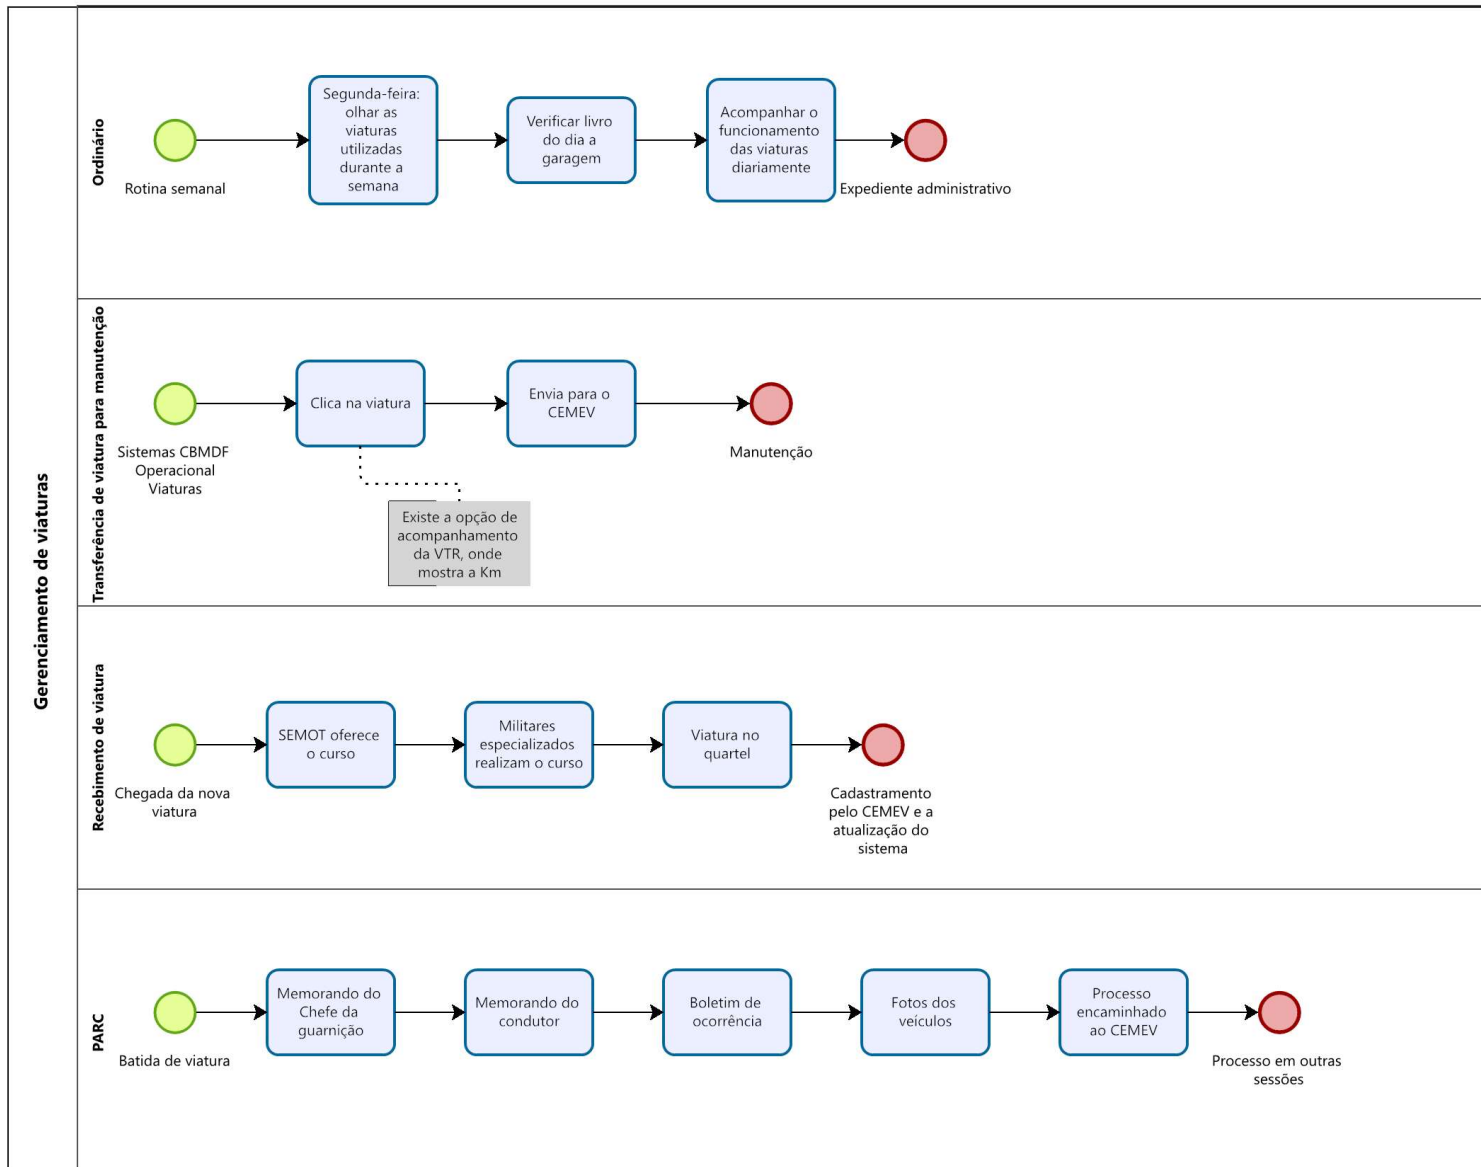 Gerenciamento de viaturas
Ordinário
Rotina semanal
Segunda-feira:
olhar as
viaturas
utilizadas
durante a
semana
Verificar livro
do dia a
garagem
Acompanhar o
funcionamento
das viaturas
diariamente
Expediente administrativo
Transferência de viatura para manutenção
Sistemas CBMDF
Operacional
Viaturas
Clica na viatura
Existe a opção de
acompanhamento
da VTR, onde
mostra a Km
Envia para o
CEMEV
Manutenção
Recebimento de viatura
Chegada da nova
viatura
SEMOT oferece
o curso
Militares
especializados
realizam o curso
Viatura no
quartel
Cadastramento
pelo CEMEV e a
atualização do
sistema
PARC
Batida de viatura
Memorando do
Chefe da
guarnição
Memorando do
condutor
Boletim de
ocorrência
Fotos dos
veículos
Processo
encaminhado
ao CEMEV
Processo em outras
sessões